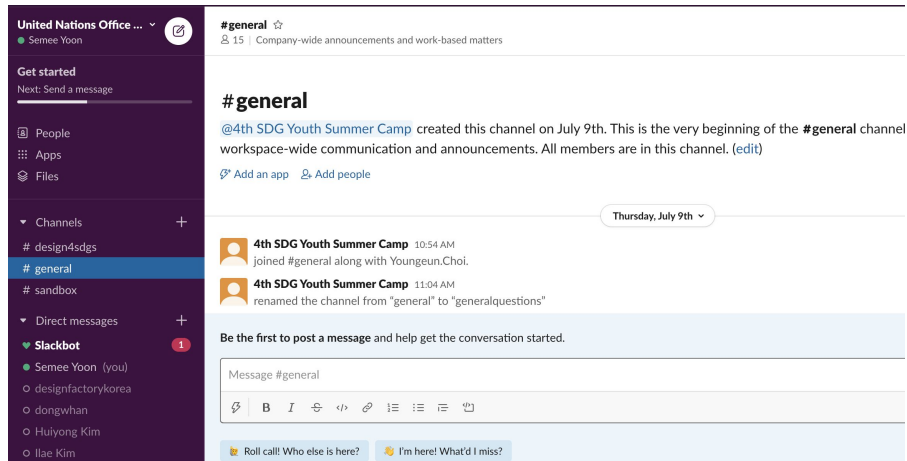 United Nations Office ...
Semee Yoon
Get started
Next: Send a message
People
Apps
Files
Channels
# design4sdgs
# general
# sandbox
Direct messages
Slackbot
1
Semee Yoon (you)
designfactorykorea
dongwhan
Huiyong Kim
Ilae Kim
#general
15 | Company-wide announcements and work-based matters
#general
@4th SDG Youth Summer Camp created this channel on July 9th. This is the very beginning of the #general channel
workspace-wide communication and announcements. All members are in this channel. (edit)
Add an app Add people
Thursday, July 9th
4th SDG Youth Summer Camp 10:54 AM
joined #general along with Youngeun.Choi.
4th SDG Youth Summer Camp 11:04 AM
renamed the channel from “general” to “generalquestions”
Be the first to post a message and help get the conversation started.
Message #general
B I S </>
Roll call! Who else is here? I'm here! What'd I miss?